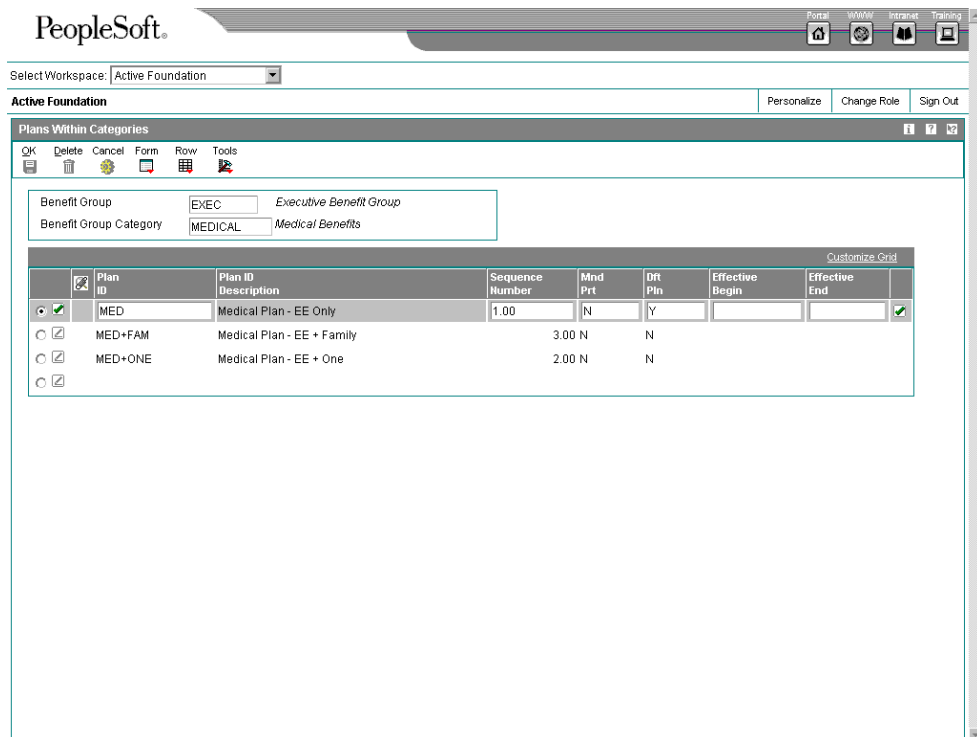 Portal WWW Intranet Training
PeopleSoft®
Select Workspace: Active Foundation
Active Foundation Personalize Change Role Sign Out
Plans Within Categories i ? ?
OK Delete Cancel Form Row Tools
Benefit Group EXEC Executive Benefit Group
Benefit Group Category MEDICAL Medical Benefits
Customize Grid
Plan ID Plan ID Description Sequence Number Mnd Prt Dft Pln Effective Begin Effective End
MED Medical Plan - EE Only 1.00 N Y
MED+FAM Medical Plan - EE + Family 3.00 N N
MED+ONE Medical Plan - EE + One 2.00 N N